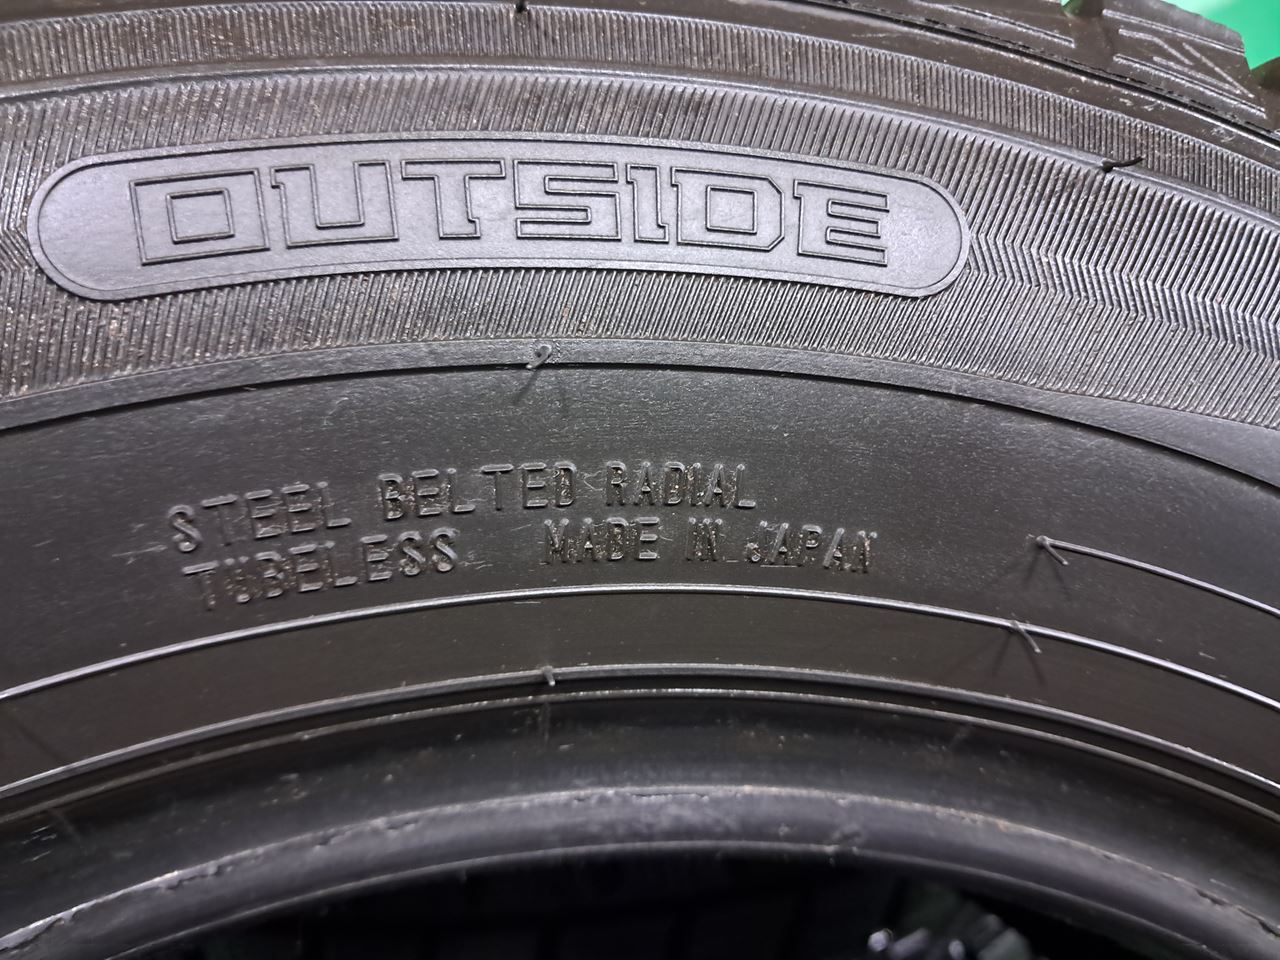 OUTSIDE
STEEL BELTED RADIAL
TUBELESS MADE IN JAPAN